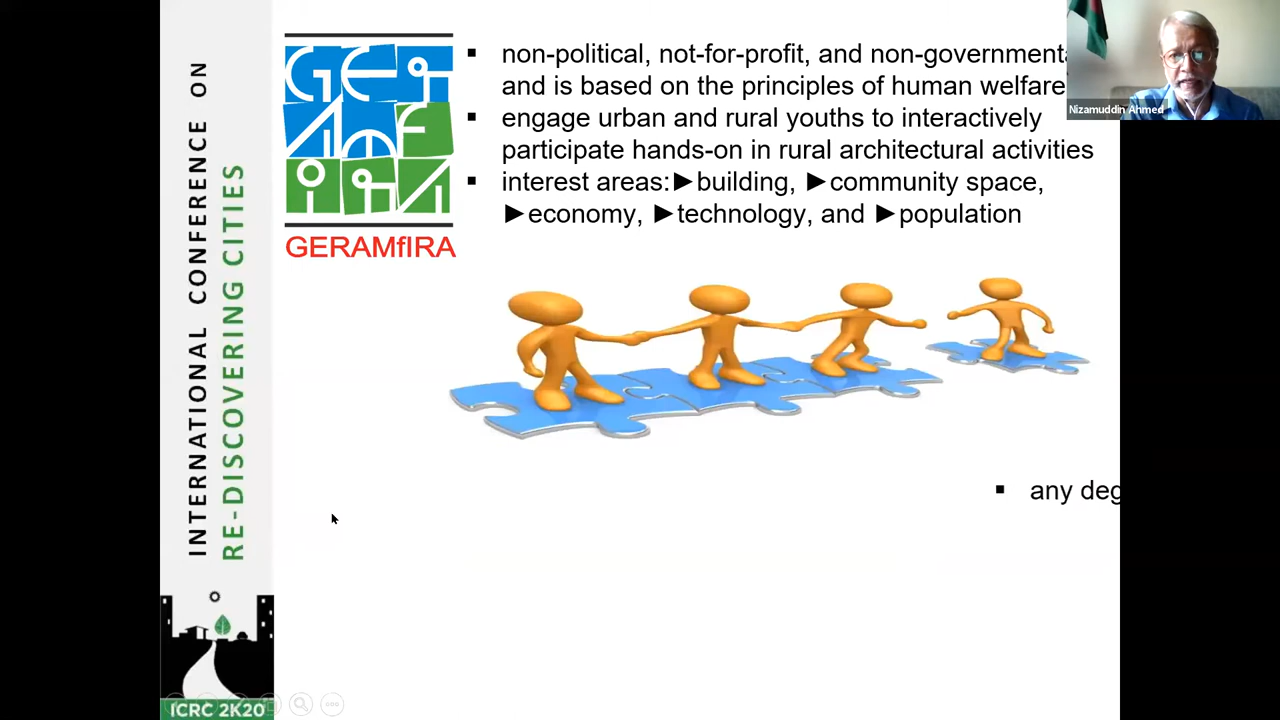 INTERNATIONAL CONFERENCE ON
RE-DISCOVERING CITIES
ICRC 2K20
GERAMfIRA
non-political, not-for-profit, and non-government
and is based on the principles of human welfare
engage urban and rural youths to interactively
participate hands-on in rural architectural activities
interest areas:►building, ►community space,
►economy, ►technology, and ►population
any deg
Nizamuddin Ahmed